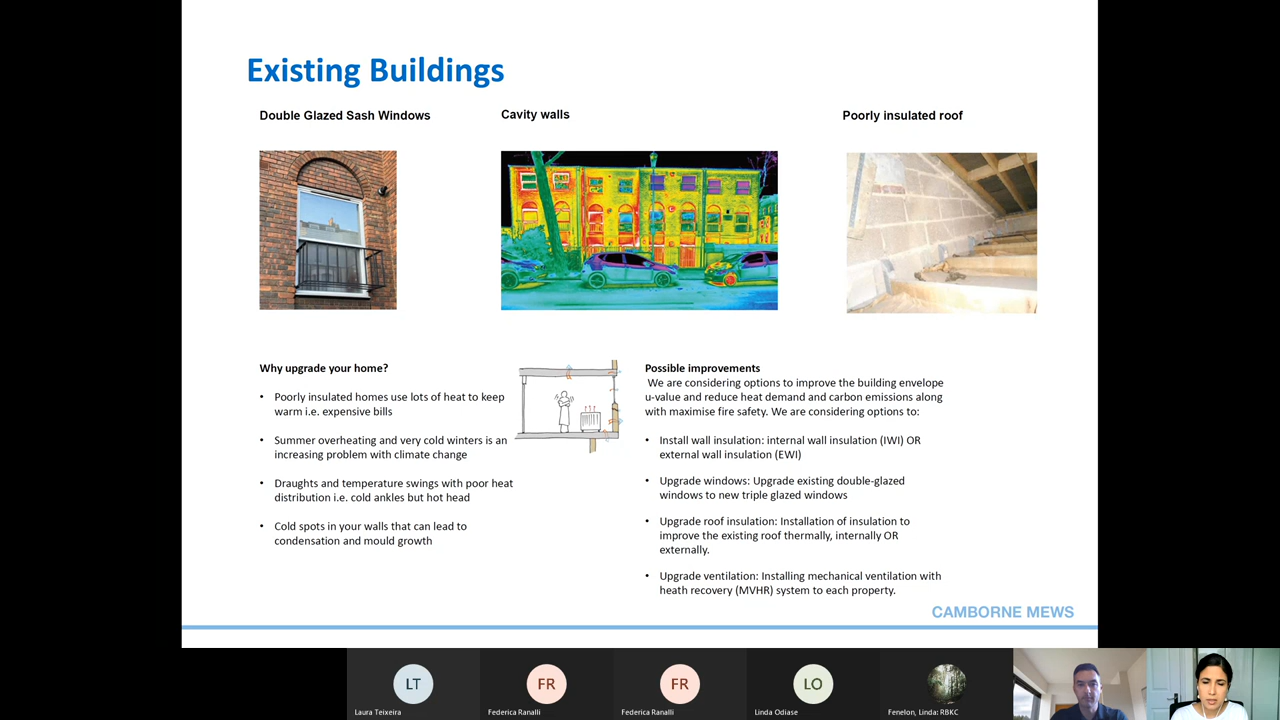 Existing Buildings
Double Glazed Sash Windows
Cavity walls
Poorly insulated roof
Why upgrade your home?
• Poorly insulated homes use lots of heat to keep
warm i.e. expensive bills
• Summer overheating and very cold winters is an
increasing problem with climate change
• Draughts and temperature swings with poor heat
distribution i.e. cold ankles but hot head
• Cold spots in your walls that can lead to
condensation and mould growth
Possible improvements
We are considering options to improve the building envelope
u-value and reduce heat demand and carbon emissions along
with maximise fire safety. We are considering options to:
• Install wall insulation: internal wall insulation (IWI) OR
external wall insulation (EWI)
• Upgrade windows: Upgrade existing double-glazed
windows to new triple glazed windows
• Upgrade roof insulation: Installation of insulation to
improve the existing roof thermally, internally OR
externally.
• Upgrade ventilation: Installing mechanical ventilation with
heath recovery (MVHR) system to each property.
CAMBORNE MEWS
LT
FR
FR
LO
Laura Teixeira
Federica Ranalli
Federica Ranalli
Linda Odiase
Fenelon, Linda: RBKC